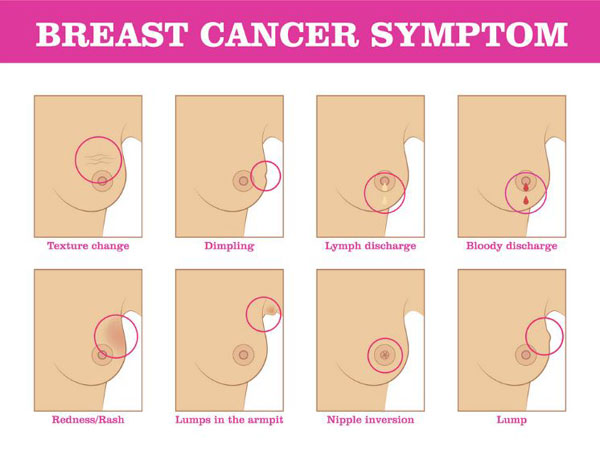 BREAST CANCER SYMPTOM
Texture change
Dimpling
Lymph discharge
Bloody discharge
Redness/Rash
Lumps in the armpit
Nipple inversion
Lump